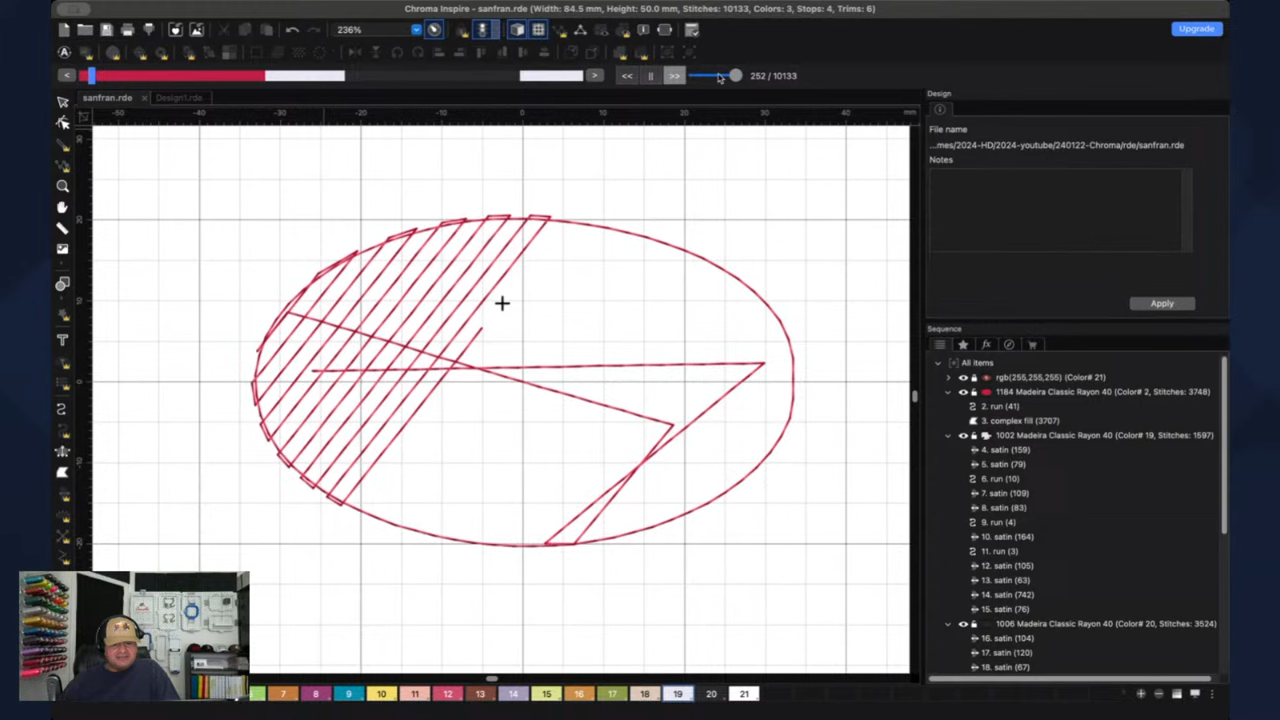 Chroma Inspire - sanfran.rde (Width: 84.5 mm, Height: 50.0 mm, Stitches: 10133, Colors: 3, Stops: 4, Trims: 6)
236%
Upgrade
< > << || >> 252 / 10133
sanfran.rde × Design1.rde
-50 -30 -20 -10 0 10 20 30 40 mm
30
20
10
0
-10
-20
Design
File name
...mes/2024-HD/2024-youtube/240122-Chroma/rde/sanfran.rde
Notes
Apply
Sequence
All items
rgb(255,255,255) (Color# 21)
1184 Madeira Classic Rayon 40 (Color# 2, Stitches: 3748)
2. run (41)
3. complex fill (3707)
1002 Madeira Classic Rayon 40 (Color# 19, Stitches: 1597)
4. satin (159)
5. satin (79)
6. run (10)
7. satin (109)
8. satin (83)
9. run (4)
10. satin (164)
11. run (3)
12. satin (105)
13. satin (63)
14. satin (742)
15. satin (76)
1006 Madeira Classic Rayon 40 (Color# 20, Stitches: 3524)
16. satin (104)
17. satin (120)
18. satin (67)
7 8 9 10 11 12 13 14 15 16 17 18 19 20 21